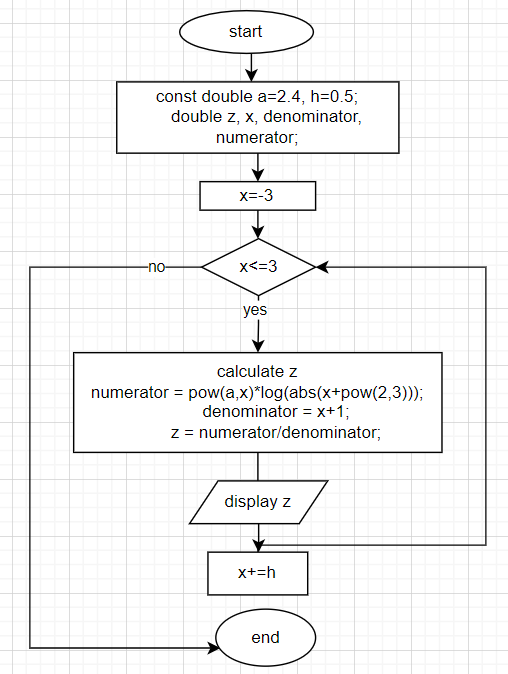 start
const double a=2.4, h=0.5;
double z, x, denominator,
numerator;
x=-3
x<=3
no
yes
calculate z
numerator = pow(a,x)*log(abs(x+pow(2,3)));
denominator = x+1;
z = numerator/denominator;
display z
x+=h
end